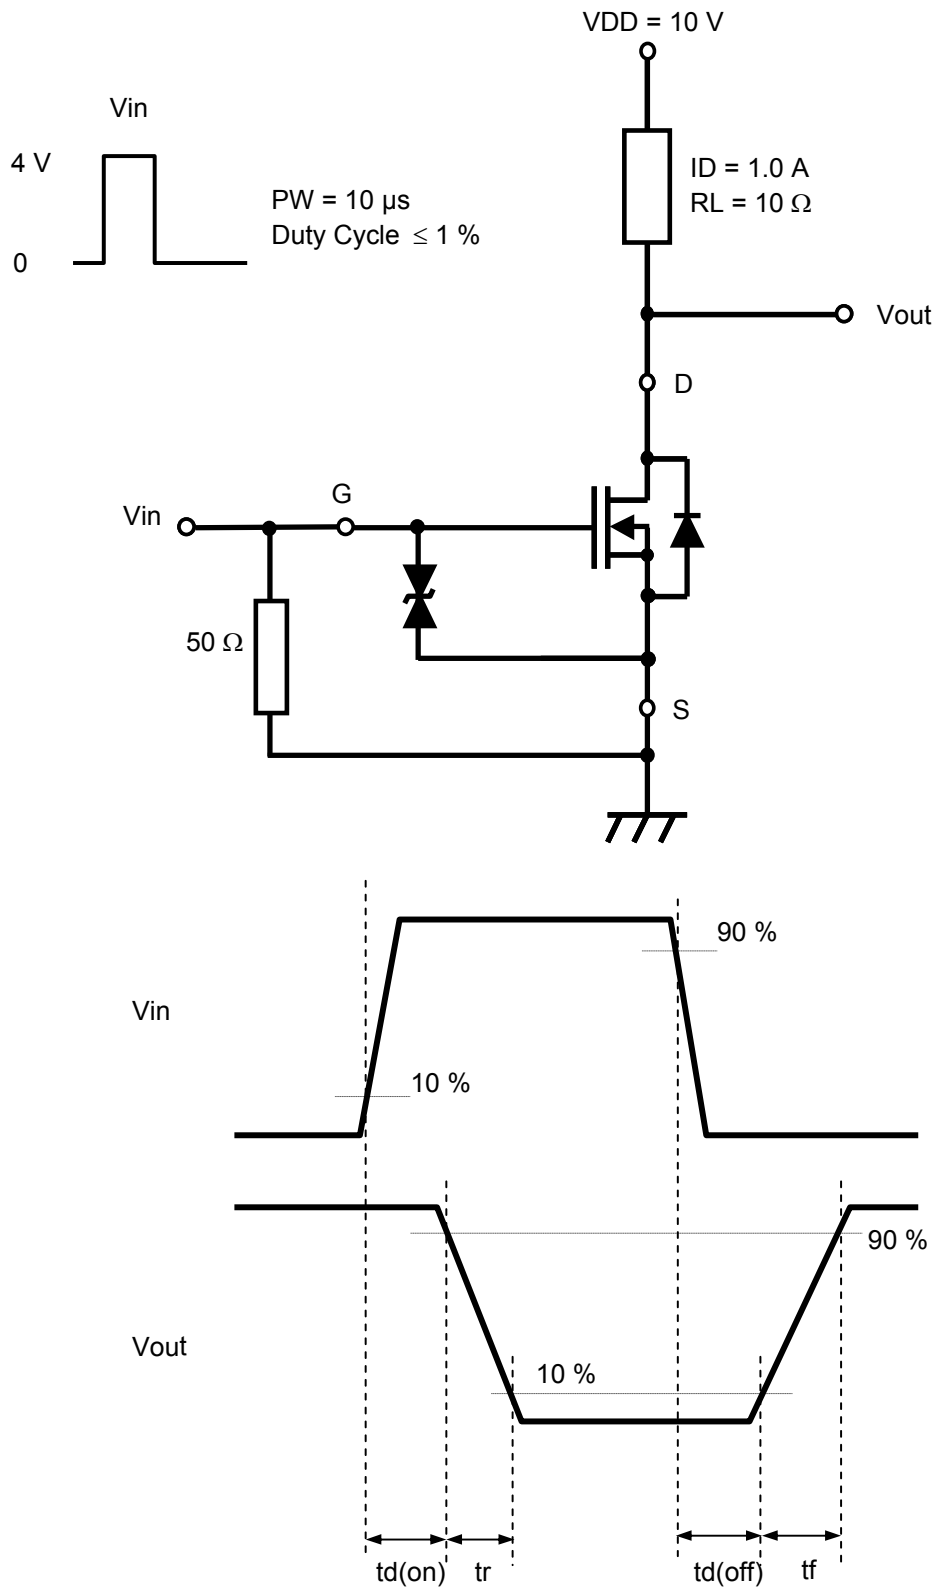 VDD = 10 V
Vin
4 V
ID = 1.0 A
RL = 10 Ω
PW = 10 µs
Duty Cycle ≤ 1 %
0
Vout
D
G
Vin
50 Ω
S
90 %
Vin
10 %
90 %
Vout
10 %
td(on)
tr
td(off)
tf